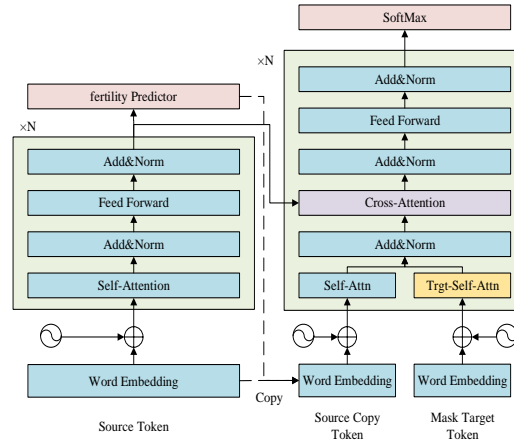 SoftMax
×N
Add&Norm
Feed Forward
Add&Norm
Cross-Attention
Add&Norm
Self-Attn
Trgt-Self-Attn
fertility Predictor
×N
Add&Norm
Feed Forward
Add&Norm
Self-Attention
Word Embedding
Copy
Word Embedding
Word Embedding
Source Token
Source Copy
Token
Mask Target
Token